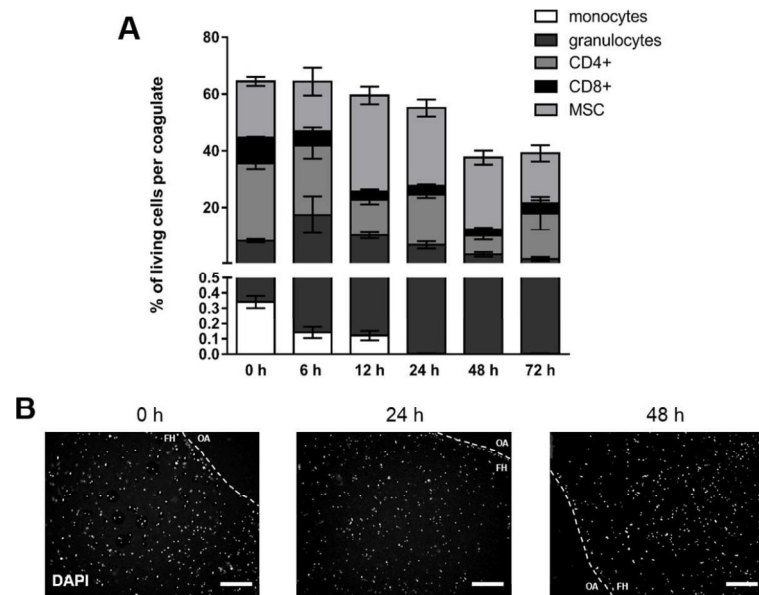 A
monocytes
granulocytes
CD4+
CD8+
MSC
% of living cells per coagulate
80
60
40
20
0.5
0.4
0.3
0.2
0.1
0.0
0 h 6 h 12 h 24 h 48 h 72 h
B
0 h 24 h 48 h
FH OA
OA
FH
OA FH
DAPI